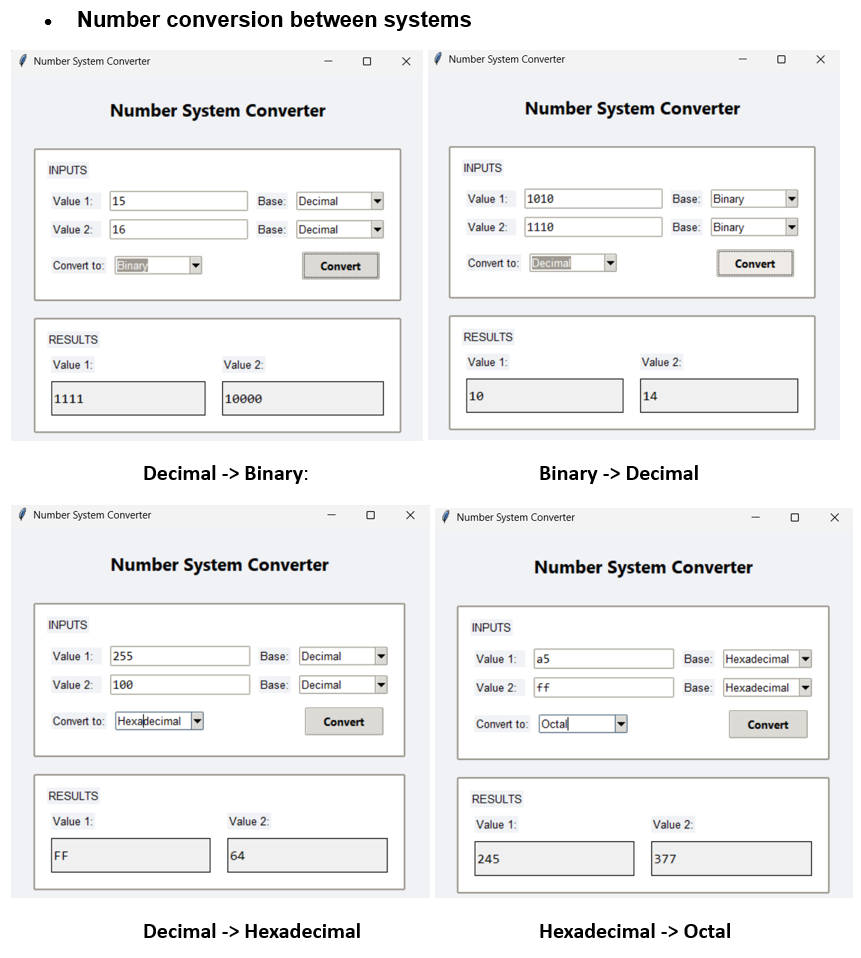 • Number conversion between systems
Number System Converter
Number System Converter
INPUTS
Value 1: 15 Base: Decimal
Value 2: 16 Base: Decimal
Convert to: Binary Convert
RESULTS
Value 1: Value 2:
1111 10000
Number System Converter
Number System Converter
INPUTS
Value 1: 1010 Base: Binary
Value 2: 1110 Base: Binary
Convert to: Decimal Convert
RESULTS
Value 1: Value 2:
10 14
Decimal -> Binary:
Binary -> Decimal
Number System Converter
Number System Converter
INPUTS
Value 1: 255 Base: Decimal
Value 2: 100 Base: Decimal
Convert to: Hexadecimal Convert
RESULTS
Value 1: Value 2:
FF 64
Number System Converter
Number System Converter
INPUTS
Value 1: a5 Base: Hexadecimal
Value 2: ff Base: Hexadecimal
Convert to: Octal Convert
RESULTS
Value 1: Value 2:
245 377
Decimal -> Hexadecimal
Hexadecimal -> Octal